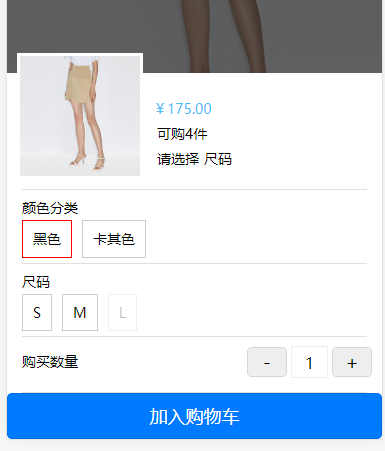 ¥175.00
可购4件
请选择 尺码
颜色分类
黑色 卡其色
尺码
S M L
购买数量 - 1 +
加入购物车